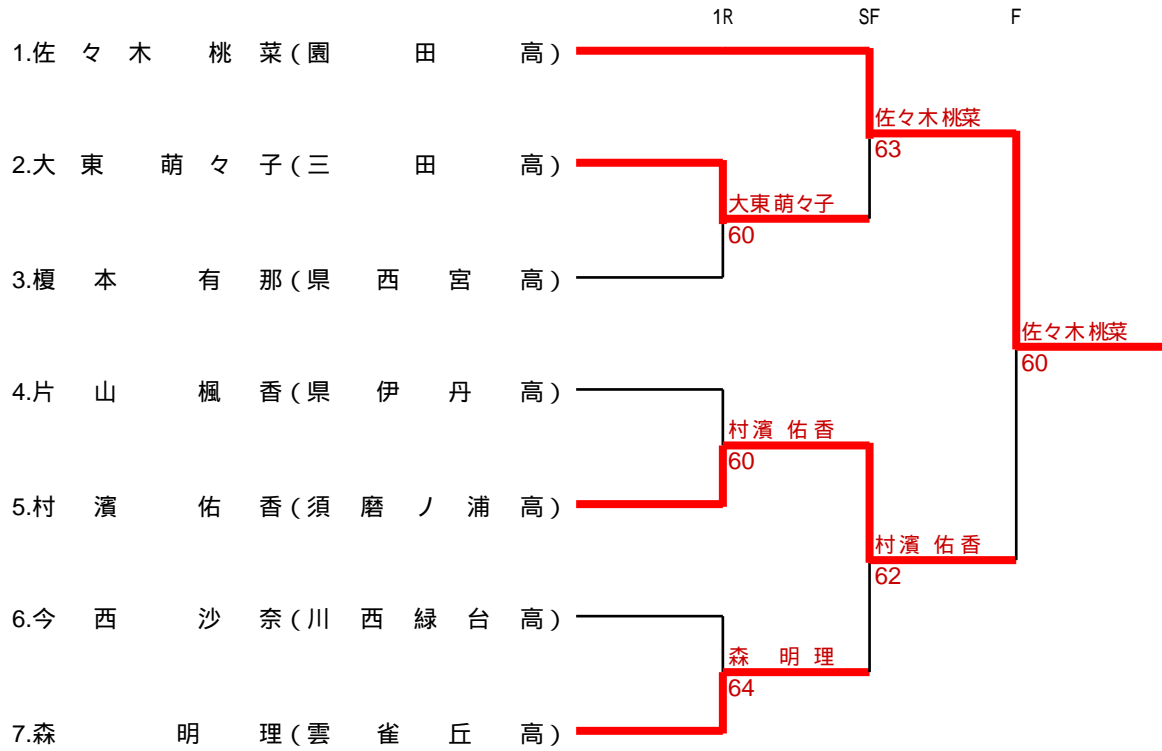 1R SF F
1.佐々木 桃菜(園田高)
佐々木 桃菜
63
2.大東 萌々子(三田高)
大東 萌々子
60
3.榎本 有那(県西宮高)
佐々木 桃菜
60
4.片山 楓香(県伊丹高)
村濱 佑香
60
5.村濱 佑香(須磨ノ浦高)
村濱 佑香
62
6.今西 沙奈(川西緑台高)
森 明理
64
7.森 明理(雲雀丘高)